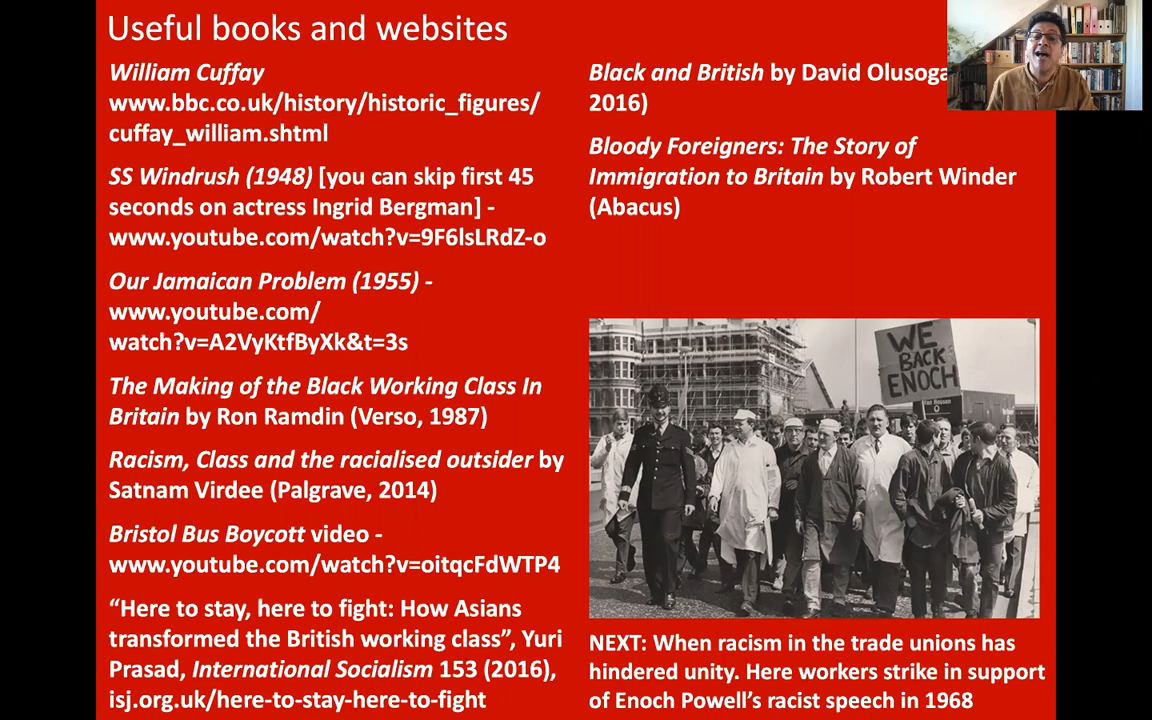 Useful books and websites
William Cuffay
www.bbc.co.uk/history/historic_figures/
cuffay_william.shtml
SS Windrush (1948) [you can skip first 45
seconds on actress Ingrid Bergman] -
www.youtube.com/watch?v=9F6lsLRdZ-o
Our Jamaican Problem (1955) -
www.youtube.com/
watch?v=A2VyKtfByXk&t=3s
The Making of the Black Working Class In
Britain by Ron Ramdin (Verso, 1987)
Racism, Class and the racialised outsider by
Satnam Virdee (Palgrave, 2014)
Bristol Bus Boycott video -
www.youtube.com/watch?v=oitqcFdWTP4
“Here to stay, here to fight: How Asians
transformed the British working class”, Yuri
Prasad, International Socialism 153 (2016),
isj.org.uk/here-to-stay-here-to-fight
Black and British by David Olusoga
2016)
Bloody Foreigners: The Story of
Immigration to Britain by Robert Winder
(Abacus)
WE
BACK
ENOCH
NEXT: When racism in the trade unions has
hindered unity. Here workers strike in support
of Enoch Powell’s racist speech in 1968